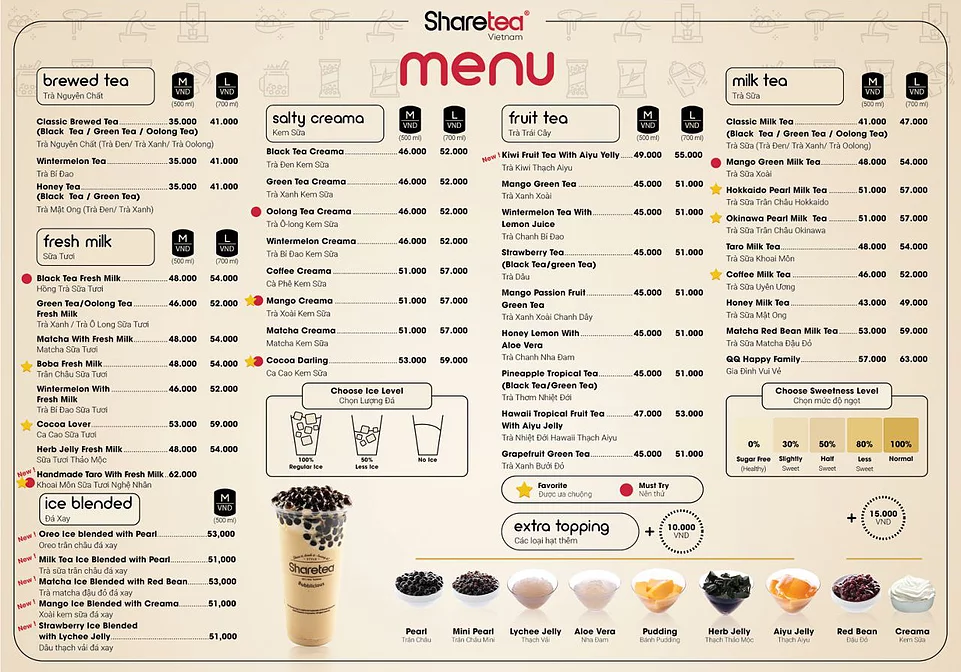 Sharetea®
Vietnam
menu
brewed tea
Trà Nguyên Chất
M VND (500 ml)
L VND (700 ml)
Classic Brewed Tea 35.000 41.000
(Black Tea / Green Tea / Oolong Tea)
Trà Nguyên Chất (Trà Đen/ Trà Xanh/ Trà Oolong)
Wintermelon Tea 35.000 41.000
Trà Bí Đao
Honey Tea 35.000 41.000
(Black Tea / Green Tea)
Trà Mật Ong (Trà Đen/ Trà Xanh)
fresh milk
Sữa Tươi
M VND (500 ml)
L VND (700 ml)
Black Tea Fresh Milk 48.000 54.000
Hồng Trà Sữa Tươi
Green Tea/Oolong Tea 46.000 52.000
Fresh Milk
Trà Xanh / Trà Ô Long Sữa Tươi
Matcha With Fresh Milk 48.000 54.000
Matcha Sữa Tươi
Boba Fresh Milk 48.000 54.000
Trân Châu Sữa Tươi
Wintermelon With 46.000 52.000
Fresh Milk
Trà Bí Đao Sữa Tươi
Cocoa Lover 53.000 59.000
Ca Cao Sữa Tươi
Herb Jelly Fresh Milk 48.000 54.000
Sữa Tươi Thảo Mộc
New!
Handmade Taro With Fresh Milk 62.000
Khoai Môn Sữa Tươi Nghệ Nhân
ice blended
Đá Xay
M VND (500 ml)
New!
Oreo Ice blended with Pearl 53,000
Oreo trân châu đá xay
New!
Milk Tea Ice Blended with Pearl 51,000
Trà sữa trân châu đá xay
New!
Matcha Ice Blended with Red Bean 53,000
Trà matcha đậu đỏ đá xay
New!
Mango Ice Blended with Creama 51,000
Xoài kem sữa đá xay
New!
Strawberry Ice Blended
with Lychee Jelly 51,000
Dâu thạch vải đá xay
salty creama
Kem Sữa
M VND (500 ml)
L VND (700 ml)
Black Tea Creama 46.000 52.000
Trà Đen Kem Sữa
Green Tea Creama 46.000 52.000
Trà Xanh Kem Sữa
Oolong Tea Creama 46.000 52.000
Trà Ô-long Kem Sữa
Wintermelon Creama 46.000 52.000
Trà Bí Đao Kem Sữa
Coffee Creama 51.000 57.000
Cà Phê Kem Sữa
Mango Creama 51.000 57.000
Trà Xoài Kem Sữa
Matcha Creama 51.000 57.000
Matcha Kem Sữa
Cocoa Darling 53.000 59.000
Ca Cao Kem Sữa
Choose Ice Level
Chọn Lượng Đá
100% 50% No Ice
Regular Ice Less Ice
Sharetea
Bubblicious
fruit tea
Trà Trái Cây
M VND (500 ml)
L VND (700 ml)
New!
Kiwi Fruit Tea With Aiyu Yelly 49.000 55.000
Trà Kiwi Thạch Aiyu
Mango Green Tea 45.000 51.000
Trà Xanh Xoài
Wintermelon Tea With 45.000 51.000
Lemon Juice
Trà Chanh Bí Đao
Strawberry Tea 45.000 51.000
(Black Tea/green Tea)
Trà Dâu
Mango Passion Fruit 45.000 51.000
Green Tea
Trà Xanh Xoài Chanh Dây
Honey Lemon With 45.000 51.000
Aloe Vera
Trà Chanh Nha Đam
Pineapple Tropical Tea 45.000 51.000
(Black Tea/Green Tea)
Trà Thơm Nhiệt Đới
Hawaii Tropical Fruit Tea 47.000 53.000
With Aiyu Jelly
Trà Nhiệt Đới Hawaii Thạch Aiyu
Grapefruit Green Tea 45.000 51.000
Trà Xanh Bưởi Đỏ
Favorite
Được ưa chuộng
Must Try
Nên thử
extra topping
Các loại hạt thêm
+ 10.000 VND
milk tea
Trà Sữa
M VND (500 ml)
L VND (700 ml)
Classic Milk Tea 41.000 47.000
(Black Tea / Green Tea / Oolong Tea)
Trà Sữa (Trà Đen/ Trà Xanh/ Trà Oolong)
Mango Green Milk Tea 48.000 54.000
Trà Sữa Xoài
Hokkaido Pearl Milk Tea 51.000 57.000
Trà Sữa Trân Châu Hokkaido
Okinawa Pearl Milk Tea 51.000 57.000
Trà Sữa Trân Châu Okinawa
Taro Milk Tea 48.000 54.000
Trà Sữa Khoai Môn
Coffee Milk Tea 46.000 52.000
Trà Sữa Uyên Ương
Honey Milk Tea 43.000 49.000
Trà Sữa Mật Ong
Matcha Red Bean Milk Tea 53.000 59.000
Trà Sữa Matcha Đậu Đỏ
QQ Happy Family 57.000 63.000
Gia Đình Vui Vẻ
Choose Sweetness Level
Chọn mức độ ngọt
0% 30% 50% 80% 100%
Sugar Free Slightly Half Less Normal
(Healthy) Sweet Sweet Sweet
+ 15.000 VND
Pearl Mini Pearl Lychee Jelly Aloe Vera Pudding Herb Jelly Aiyu Jelly Red Bean Creama
Trân Châu Trân Châu Mini Thạch Vải Nha Đam Bánh Pudding Thạch Thảo Mộc Thạch Aiyu Đậu Đỏ Kem Sữa